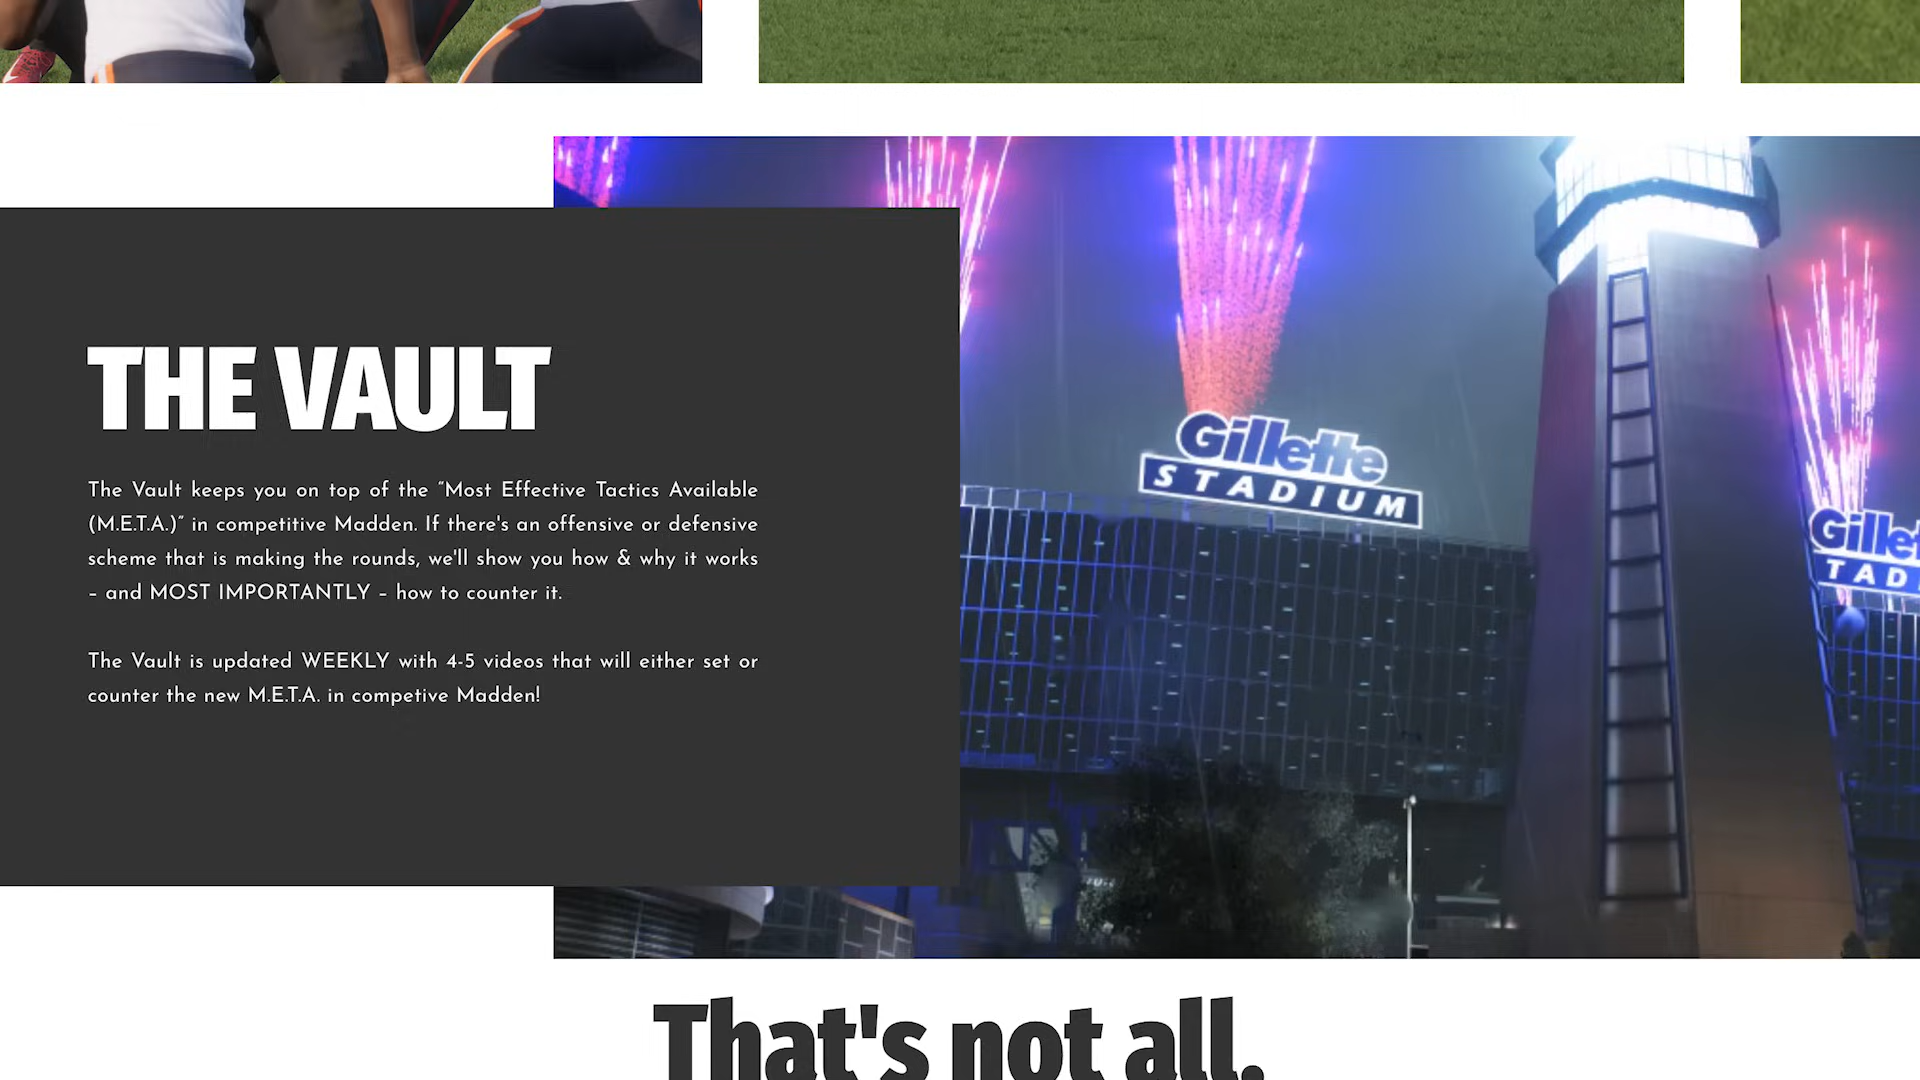 THE VAULT
The Vault keeps you on top of the “Most Effective Tactics Available
(M.E.T.A.)” in competitive Madden. If there's an offensive or defensive
scheme that is making the rounds, we'll show you how & why it works
– and MOST IMPORTANTLY – how to counter it.
The Vault is updated WEEKLY with 4-5 videos that will either set or
counter the new M.E.T.A. in competive Madden!
Gillette
STADIUM
That's not all.